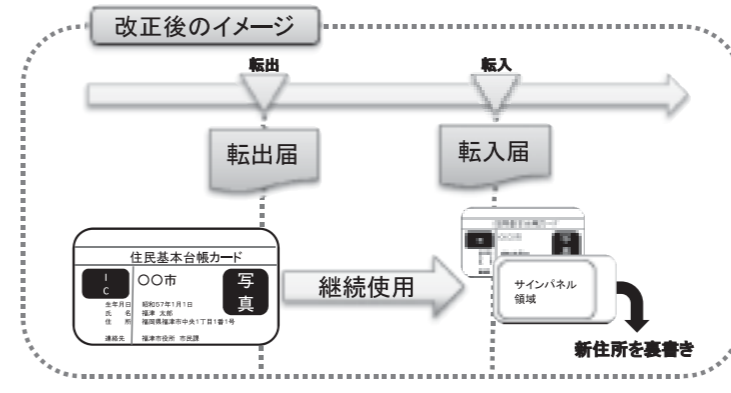 改正後のイメージ
転出
転入
転出届
転入届
住民基本台帳カード
IC
〇〇市
写真
生年月日 昭和57年1月1日
氏 名 福津 太郎
住 所 福岡県福津市中央1丁目1番1号
連絡先 福津市役所 市民課
継続使用
住民基本台帳カード
〇〇市
サインパネル
領域
新住所を裏書き